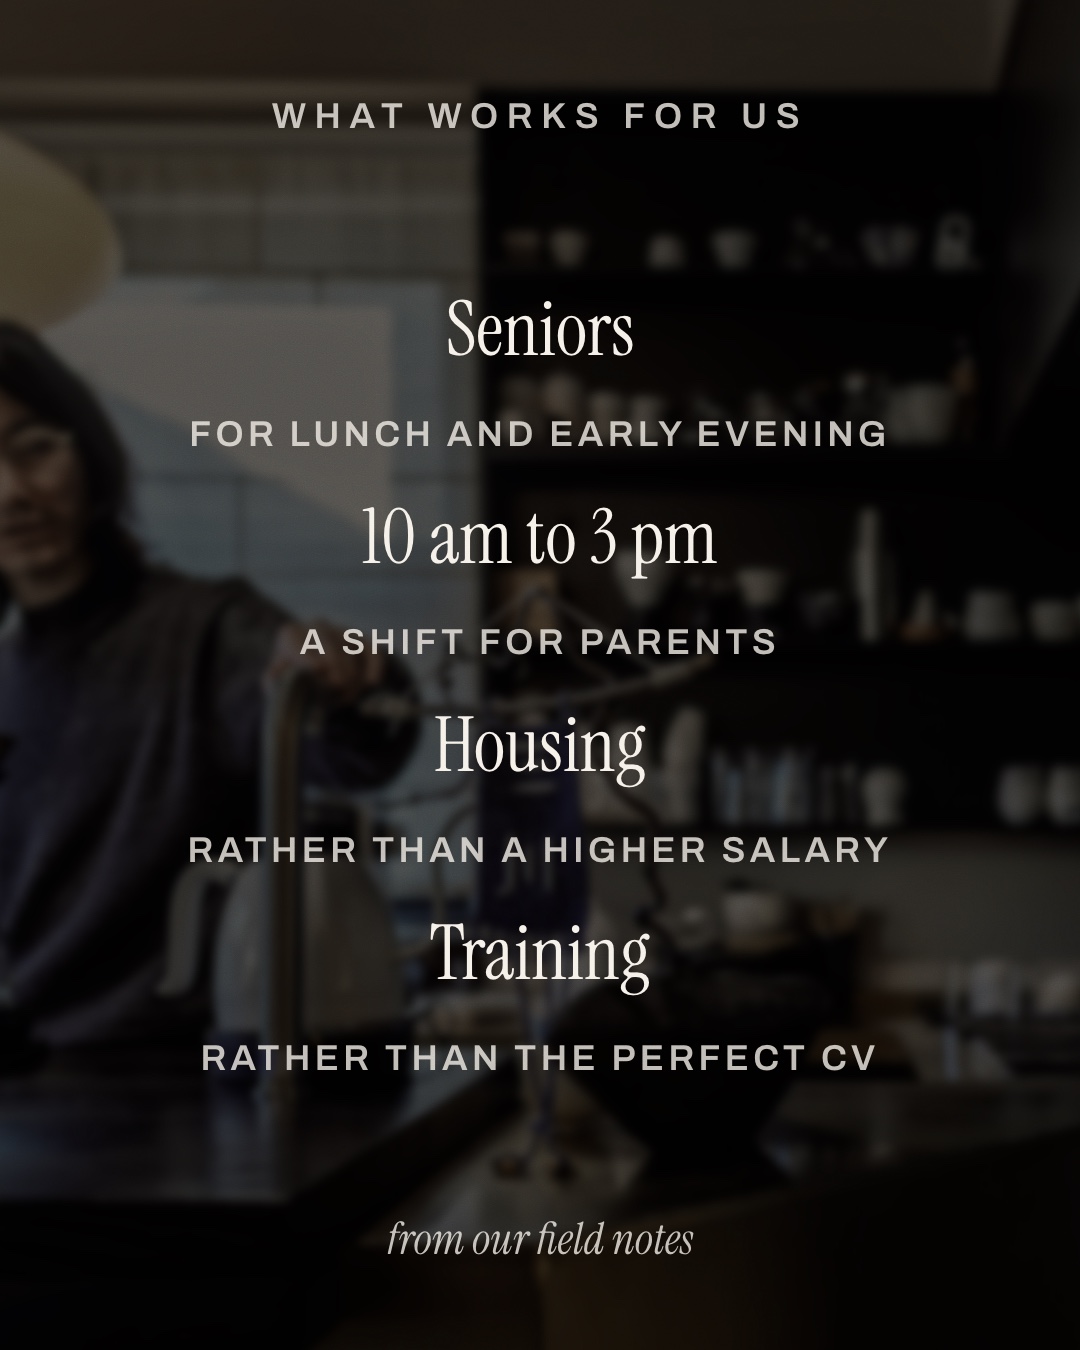 WHAT WORKS FOR US
Seniors
FOR LUNCH AND EARLY EVENING
10 am to 3 pm
A SHIFT FOR PARENTS
Housing
RATHER THAN A HIGHER SALARY
Training
RATHER THAN THE PERFECT CV
from our field notes